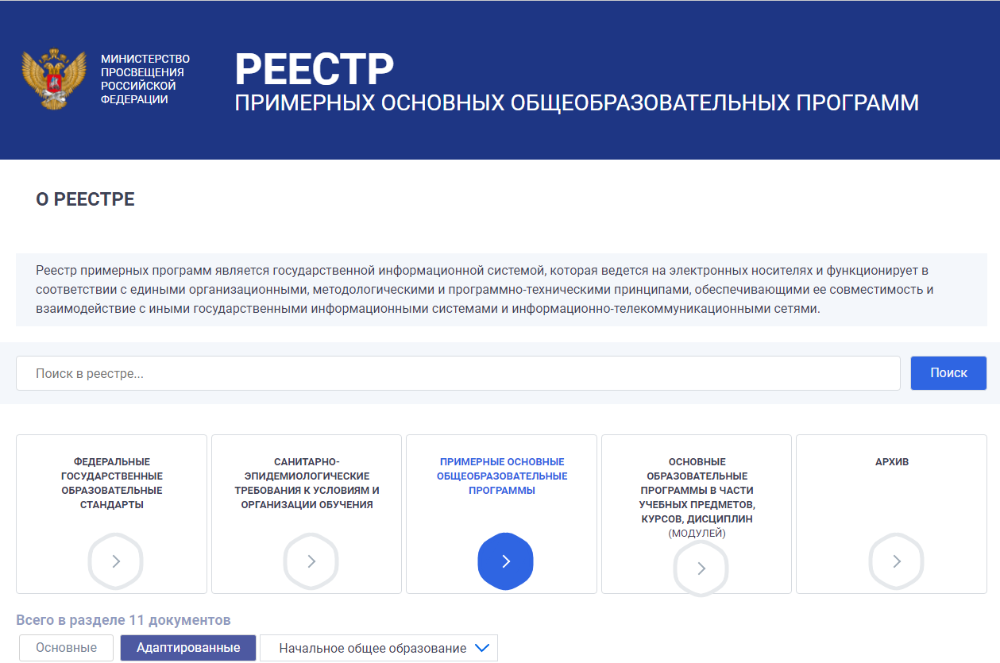 МИНИСТЕРСТВО
ПРОСВЕЩЕНИЯ
РОССИЙСКОЙ
ФЕДЕРАЦИИ
РЕЕСТР
ПРИМЕРНЫХ ОСНОВНЫХ ОБЩЕОБРАЗОВАТЕЛЬНЫХ ПРОГРАММ
О РЕЕСТРЕ
Реестр примерных программ является государственной информационной системой, которая ведется на электронных носителях и функционирует в
соответствии с едиными организационными, методологическими и программно-техническими принципами, обеспечивающими ее совместимость и
взаимодействие с иными государственными информационными системами и информационно-телекоммуникационными сетями.
Поиск в реестре...
Поиск
ФЕДЕРАЛЬНЫЕ
ГОСУДАРСТВЕННЫЕ
ОБРАЗОВАТЕЛЬНЫЕ
СТАНДАРТЫ
САНИТАРНО-
ЭПИДЕМИОЛОГИЧЕСКИЕ
ТРЕБОВАНИЯ К УСЛОВИЯМ И
ОРГАНИЗАЦИИ ОБУЧЕНИЯ
ПРИМЕРНЫЕ ОСНОВНЫЕ
ОБЩЕОБРАЗОВАТЕЛЬНЫЕ
ПРОГРАММЫ
ОСНОВНЫЕ
ОБРАЗОВАТЕЛЬНЫЕ
ПРОГРАММЫ В ЧАСТИ
УЧЕБНЫХ ПРЕДМЕТОВ,
КУРСОВ, ДИСЦИПЛИН
(МОДУЛЕЙ)
АРХИВ
Всего в разделе 11 документов
Основные
Адаптированные
Начальное общее образование